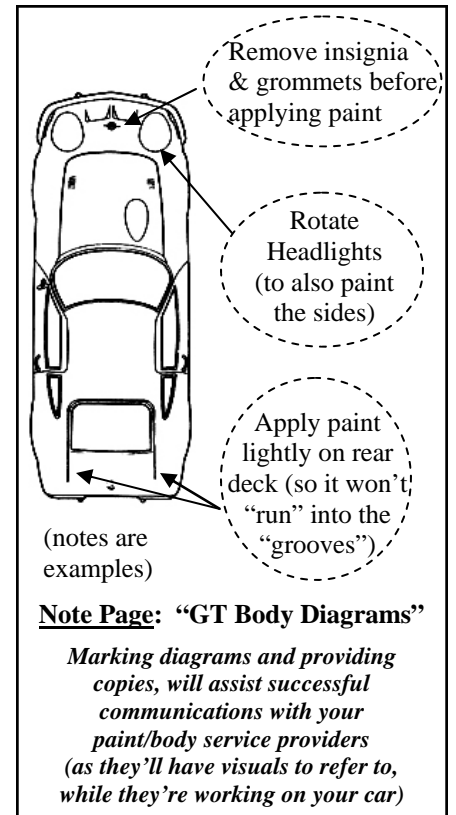 Remove insignia
& grommets before
applying paint
Rotate
Headlights
(to also paint
the sides)
Apply paint
lightly on rear
deck (so it won't
“run” into the
“grooves”)
(notes are
examples)
Note Page: “GT Body Diagrams”
Marking diagrams and providing
copies, will assist successful
communications with your
paint/body service providers
(as they'll have visuals to refer to,
while they're working on your car)